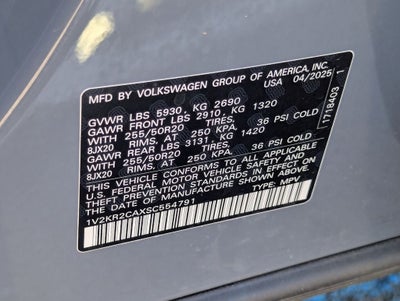 MFD BY VOLKSWAGEN GROUP OF AMERICA, INC.
USA 04/2025
GVWR LBS 5930, KG 2690
GAWR FRONT LBS 2910, KG 1320
255/50R20 TIRES,
8JX20 RIMS. AT 250 KPA, 36 PSI COLD
GAWR REAR LBS 3131, KG 1420
255/50R20 TIRES,
8JX20 RIMS. AT 250 KPA, 36 PSI COLD
THIS VEHICLE CONFORMS TO ALL APPLICABLE
U.S. FEDERAL MOTOR VEHICLE SAFETY AND
THEFT PREVENTION STANDARDS IN EFFECT ON
THE DATE OF MANUFACTURE SHOWN ABOVE.
1V2KR2CAXSC554791 TYPE: MPV
1718403 1